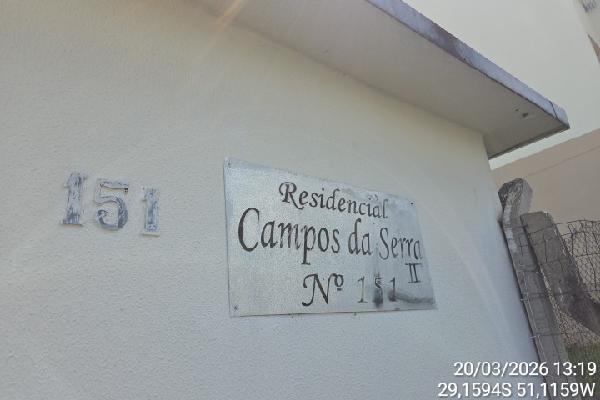 151
Residencial
Campos da Serra
II
Nº 151
20/03/2026 13:19
29,1594S 51,1159W